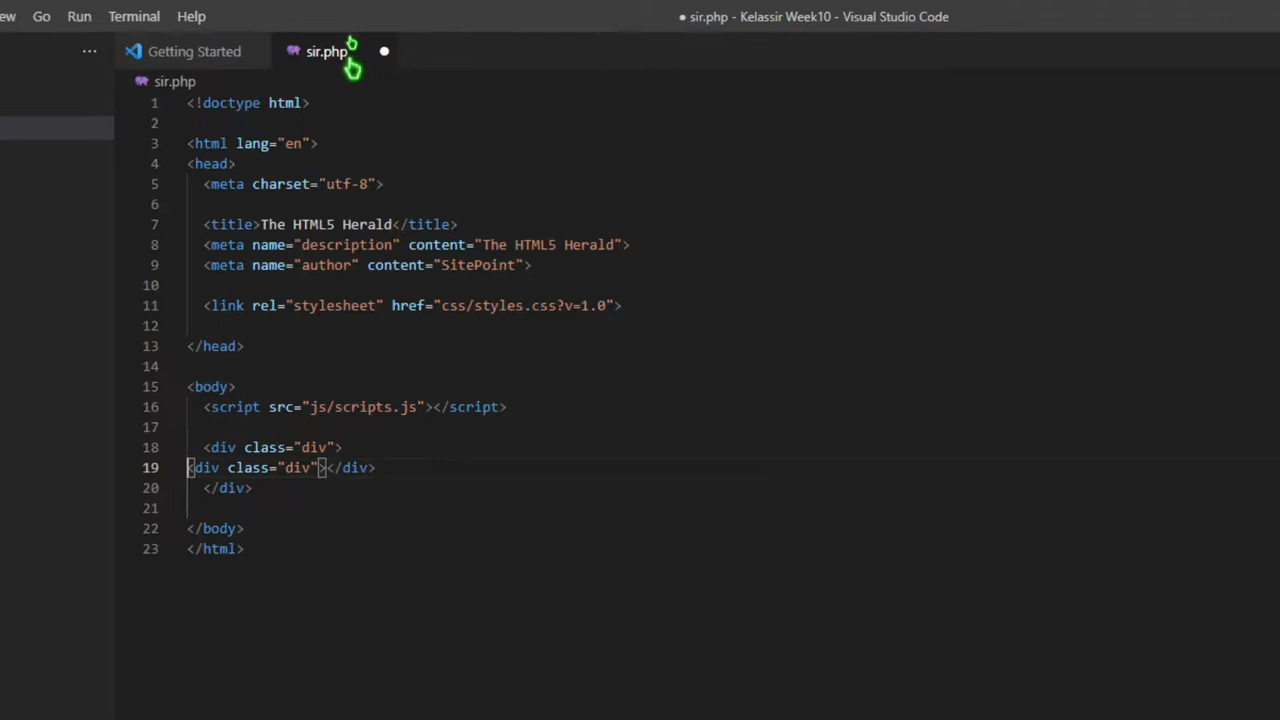 Go Run Terminal Help ● sir.php - Kelassir Week10 - Visual Studio Code
··· Getting Started sir.php ●
sir.php
1 <!doctype html>
2
3 <html lang="en">
4 <head>
5 <meta charset="utf-8">
6
7 <title>The HTML5 Herald</title>
8 <meta name="description" content="The HTML5 Herald">
9 <meta name="author" content="SitePoint">
10
11 <link rel="stylesheet" href="css/styles.css?v=1.0">
12
13 </head>
14
15 <body>
16 <script src="js/scripts.js"></script>
17
18 <div class="div">
19 <div class="div"></div>
20 </div>
21
22 </body>
23 </html>